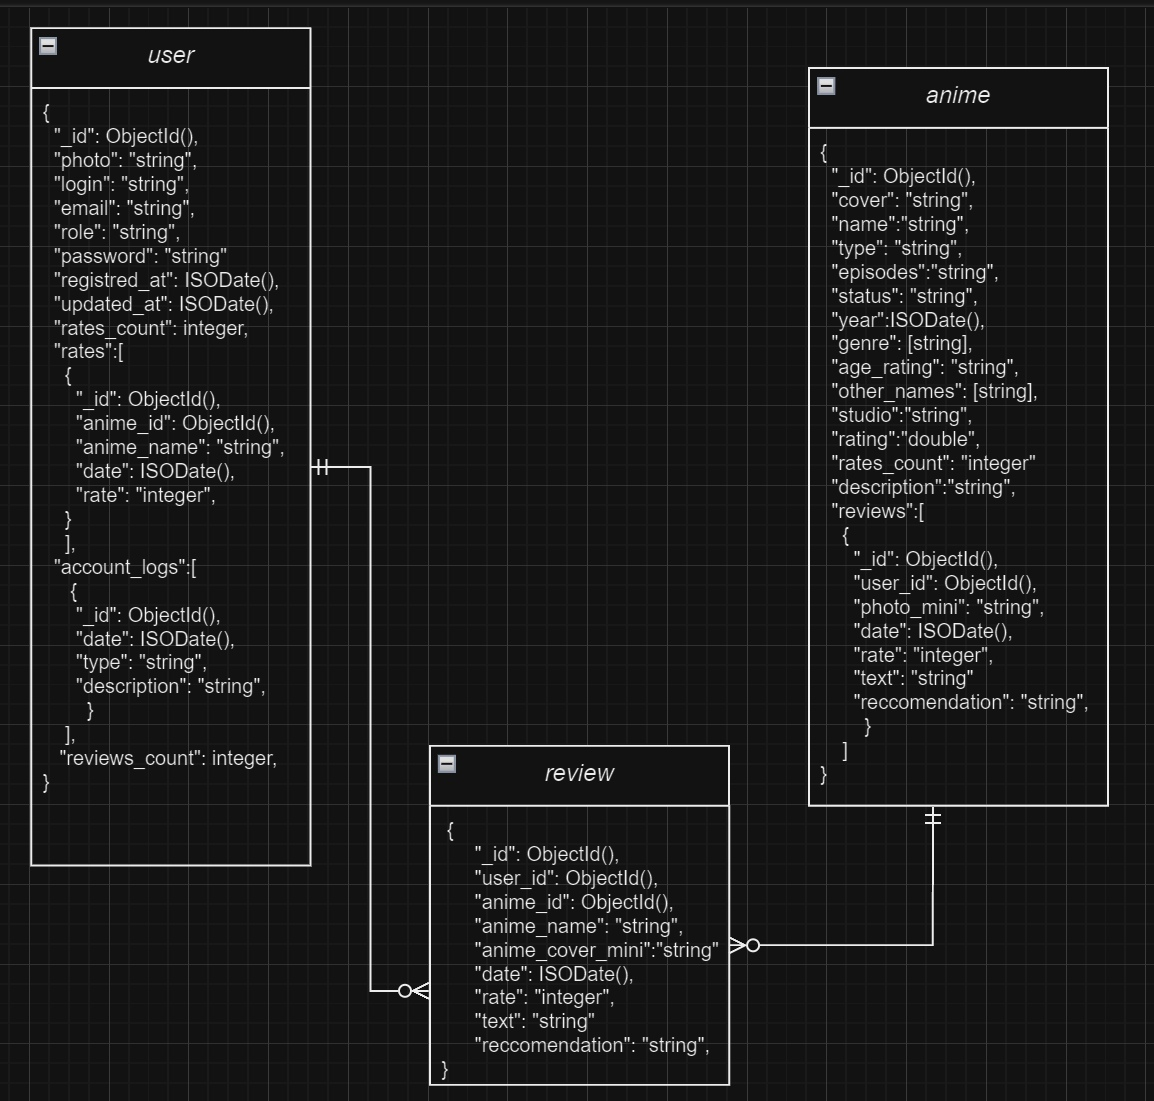 user
{
"_id": ObjectId(),
"photo": "string",
"login": "string",
"email": "string",
"role": "string",
"password": "string"
"registred_at": ISODate(),
"updated_at": ISODate(),
"rates_count": integer,
"rates":[
{
"_id": ObjectId(),
"anime_id": ObjectId(),
"anime_name": "string",
"date": ISODate(),
"rate": "integer",
}
],
"account_logs":[
{
"_id": ObjectId(),
"date": ISODate(),
"type": "string",
"description": "string",
}
],
"reviews_count": integer,
}
anime
{
"_id": ObjectId(),
"cover": "string",
"name":"string",
"type": "string",
"episodes":"string",
"status": "string",
"year":ISODate(),
"genre": [string],
"age_rating": "string",
"other_names": [string],
"studio":"string",
"rating":"double",
"rates_count": "integer"
"description":"string",
"reviews":[
{
"_id": ObjectId(),
"user_id": ObjectId(),
"photo_mini": "string",
"date": ISODate(),
"rate": "integer",
"text": "string"
"reccomendation": "string",
}
]
}
review
{
"_id": ObjectId(),
"user_id": ObjectId(),
"anime_id": ObjectId(),
"anime_name": "string",
"anime_cover_mini":"string"
"date": ISODate(),
"rate": "integer",
"text": "string"
"reccomendation": "string",
}